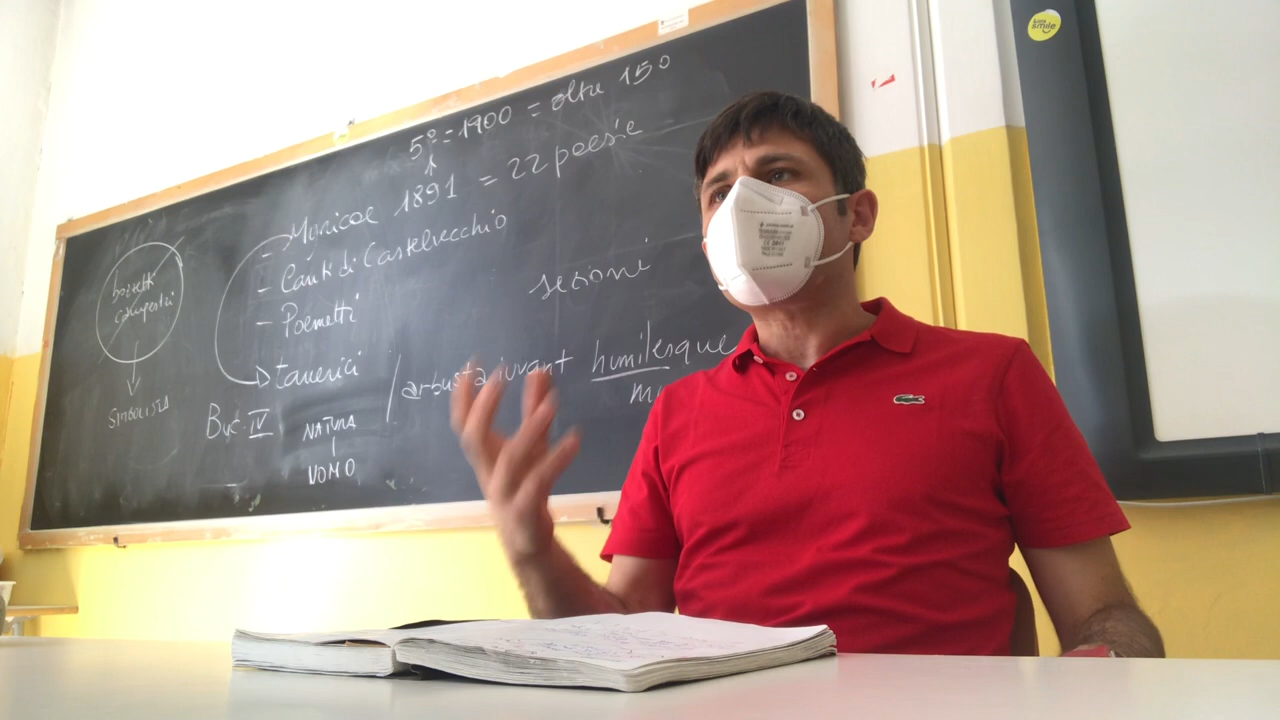 5° = 1900 = oltre 150
Myricae 1891 = 22 poesie
- Canti di Castelvecchio
- Poemetti
tamerici
sezioni
arbusta iuvant humilesque
bozzetti
campestri
SIMBOLISTA
Buc. IV
NATURA
UOMO
smile